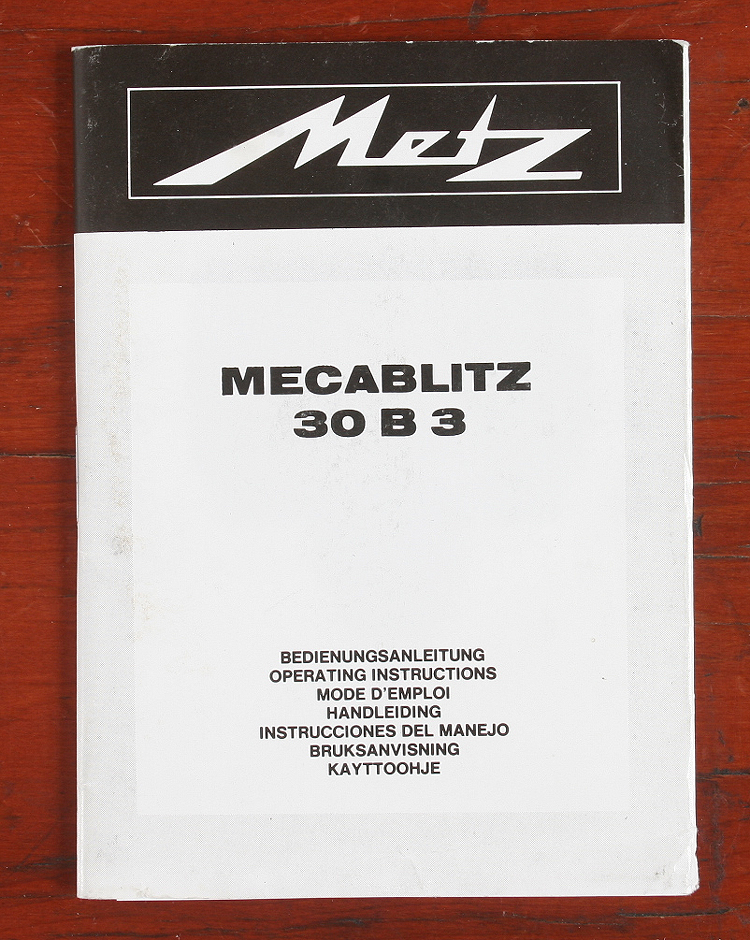 Metz
MECABLITZ
30 B 3
BEDIENUNGSANLEITUNG
OPERATING INSTRUCTIONS
MODE D'EMPLOI
HANDLEIDING
INSTRUCCIONES DEL MANEJO
BRUKSANVISNING
KAYTTOOHJE